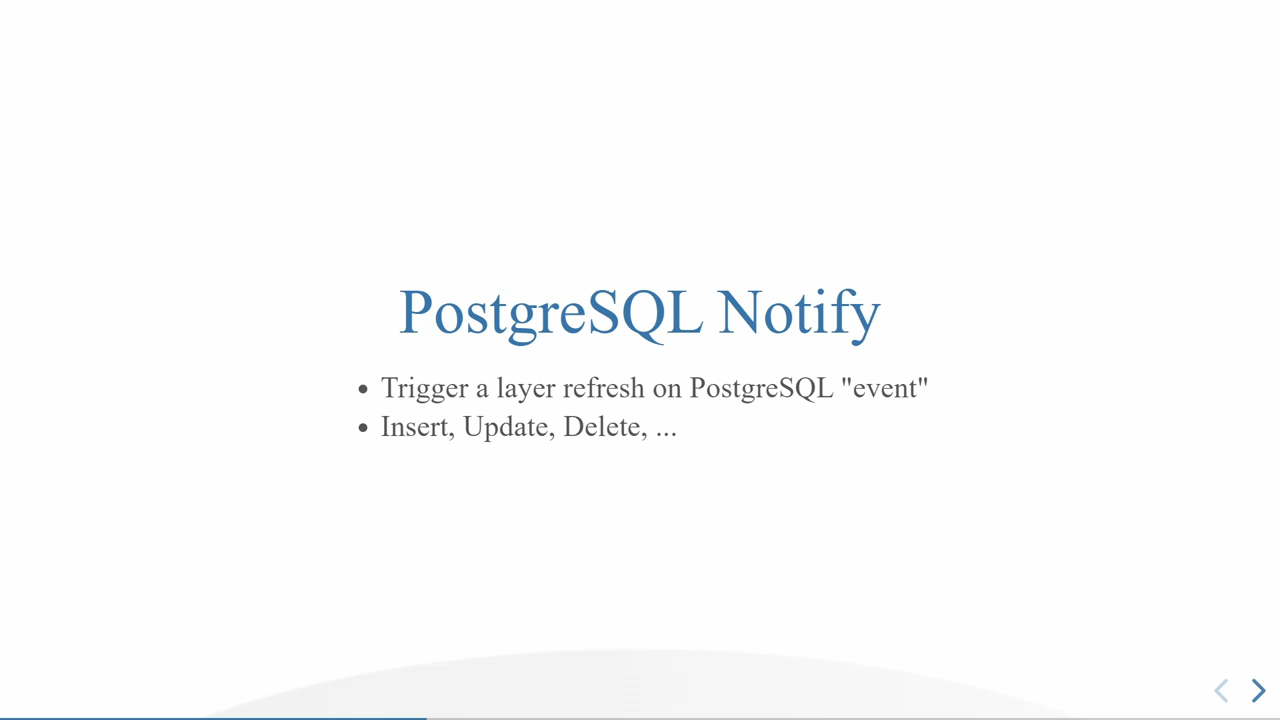 PostgreSQL Notify
• Trigger a layer refresh on PostgreSQL "event"
• Insert, Update, Delete, ...